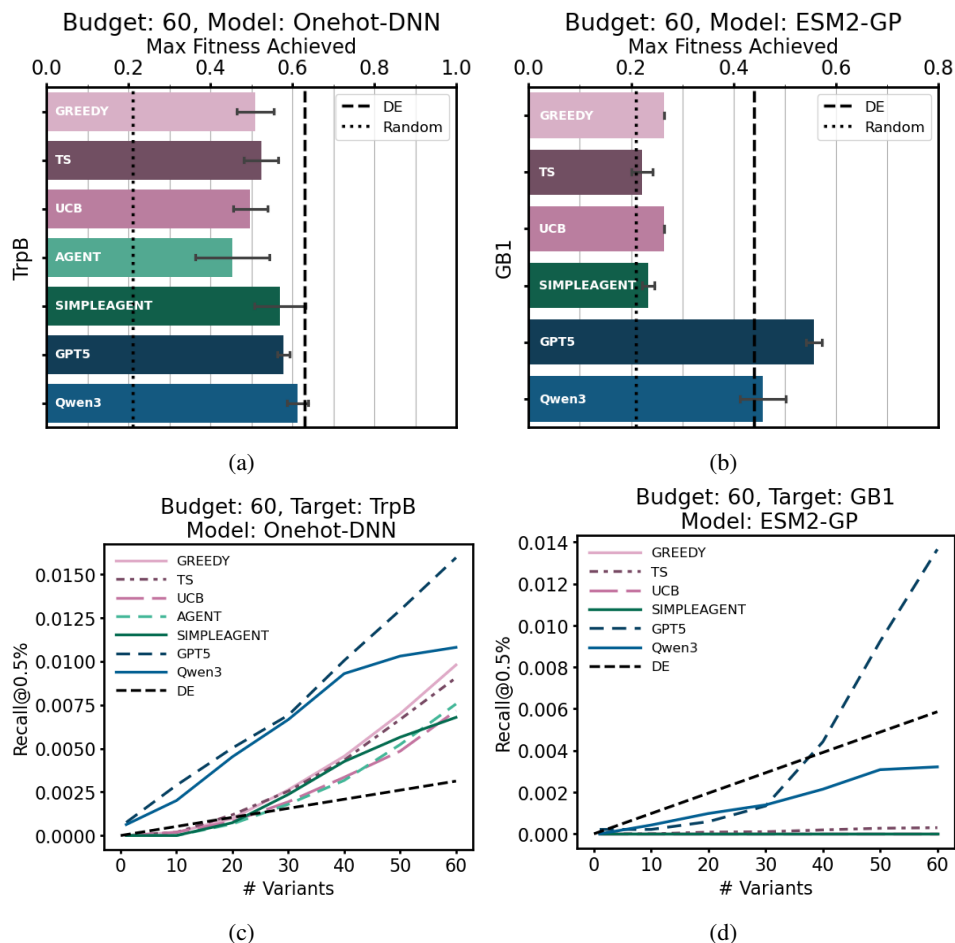 Budget: 60, Model: Onehot-DNN
Max Fitness Achieved
0.0 0.2 0.4 0.6 0.8 1.0
TrpB
GREEDY
TS
UCB
AGENT
SIMPLEAGENT
GPT5
Qwen3
DE
Random
(a)
Budget: 60, Model: ESM2-GP
Max Fitness Achieved
0.0 0.2 0.4 0.6 0.8
GB1
GREEDY
TS
UCB
SIMPLEAGENT
GPT5
Qwen3
DE
Random
(b)
Budget: 60, Target: TrpB
Model: Onehot-DNN
Recall@0.5%
0.0150
0.0125
0.0100
0.0075
0.0050
0.0025
0.0000
GREEDY
TS
UCB
AGENT
SIMPLEAGENT
GPT5
Qwen3
DE
0 10 20 30 40 50 60
# Variants
(c)
Budget: 60, Target: GB1
Model: ESM2-GP
Recall@0.5%
0.014
0.012
0.010
0.008
0.006
0.004
0.002
0.000
GREEDY
TS
UCB
SIMPLEAGENT
GPT5
Qwen3
DE
0 10 20 30 40 50 60
# Variants
(d)